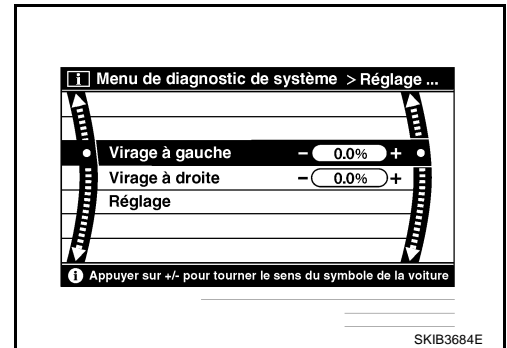 i Menu de diagnostic de système > Réglage ...
Virage à gauche − 0.0% +
Virage à droite − 0.0% +
Réglage
i Appuyer sur +/- pour tourner le sens du symbole de la voiture
SKIB3684E